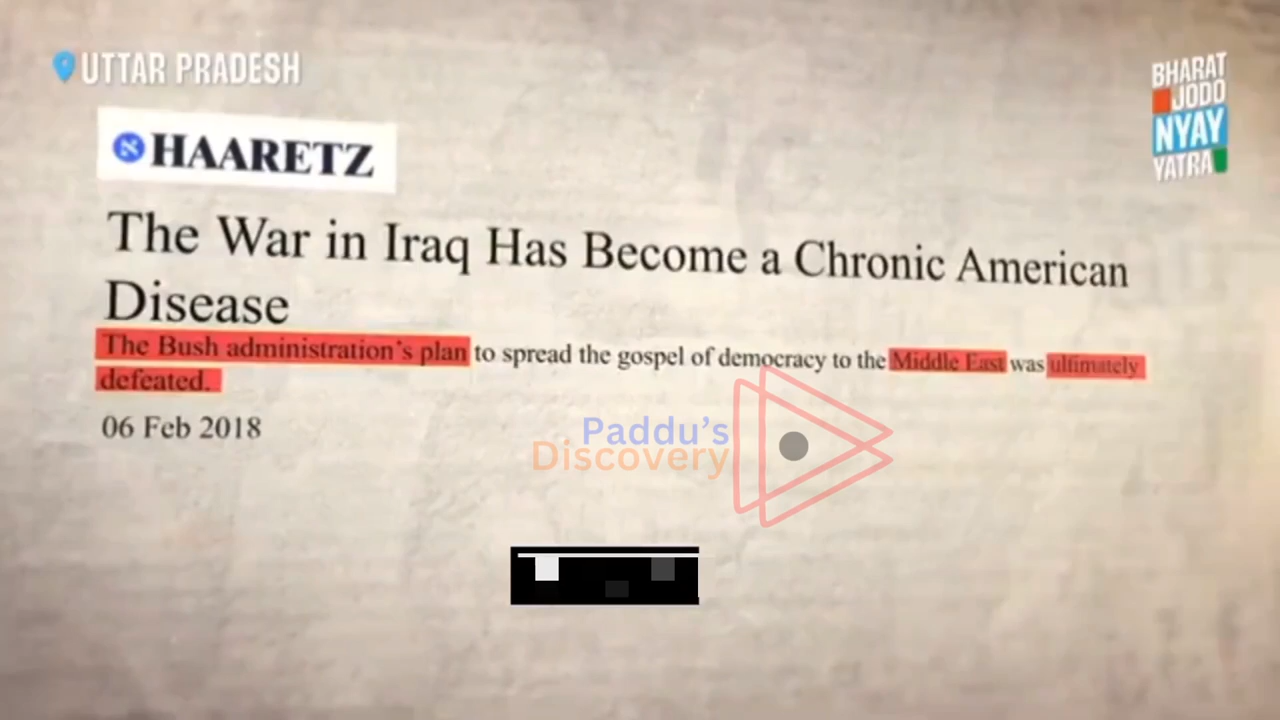 UTTAR PRADESH
BHARAT
JODO
NYAY
YATRA
HAARETZ
The War in Iraq Has Become a Chronic American
Disease
The Bush administration's plan to spread the gospel of democracy to the Middle East was ultimately
defeated.
06 Feb 2018
Paddu's
Discovery